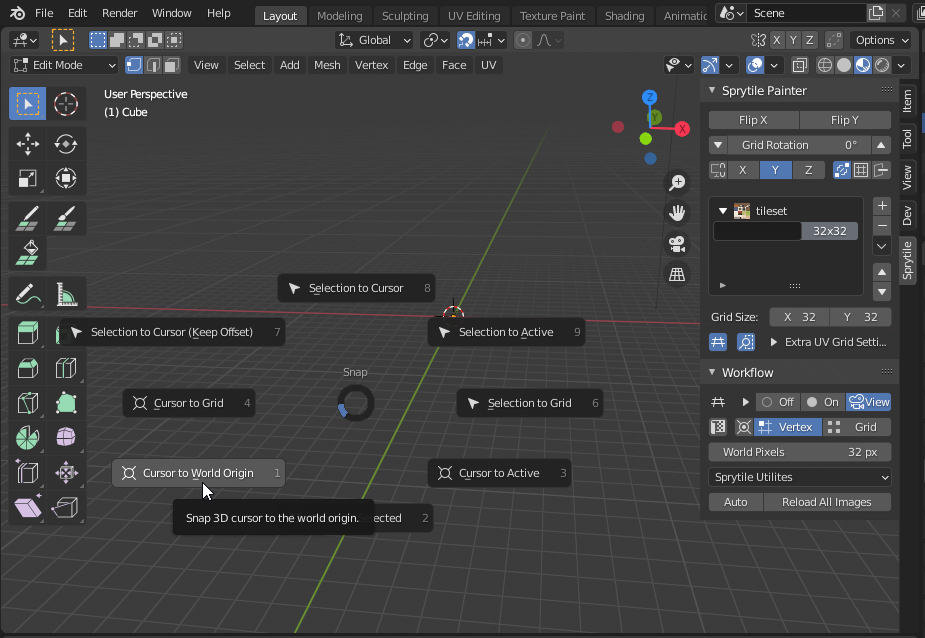 File Edit Render Window Help Layout Modeling Sculpting UV Editing Texture Paint Shading Animatic Scene
Global X Y Z Options
Edit Mode View Select Add Mesh Vertex Edge Face UV
User Perspective
(1) Cube
Z
Y
X
Sprytile Painter
Flip X Flip Y
Grid Rotation 0°
X Y Z
tileset
32x32
Grid Size: X 32 Y 32
Extra UV Grid Setti...
Workflow
Off On View
Vertex Grid
World Pixels 32 px
Sprytile Utilites
Auto Reload All Images
Item
Tool
View
Dev
Sprytile
Selection to Cursor 8
Selection to Cursor (Keep Offset) 7
Selection to Active 9
Snap
Cursor to Grid 4
Selection to Grid 6
Cursor to World Origin 1
Cursor to Active 3
Snap 3D cursor to the world origin.
ected 2